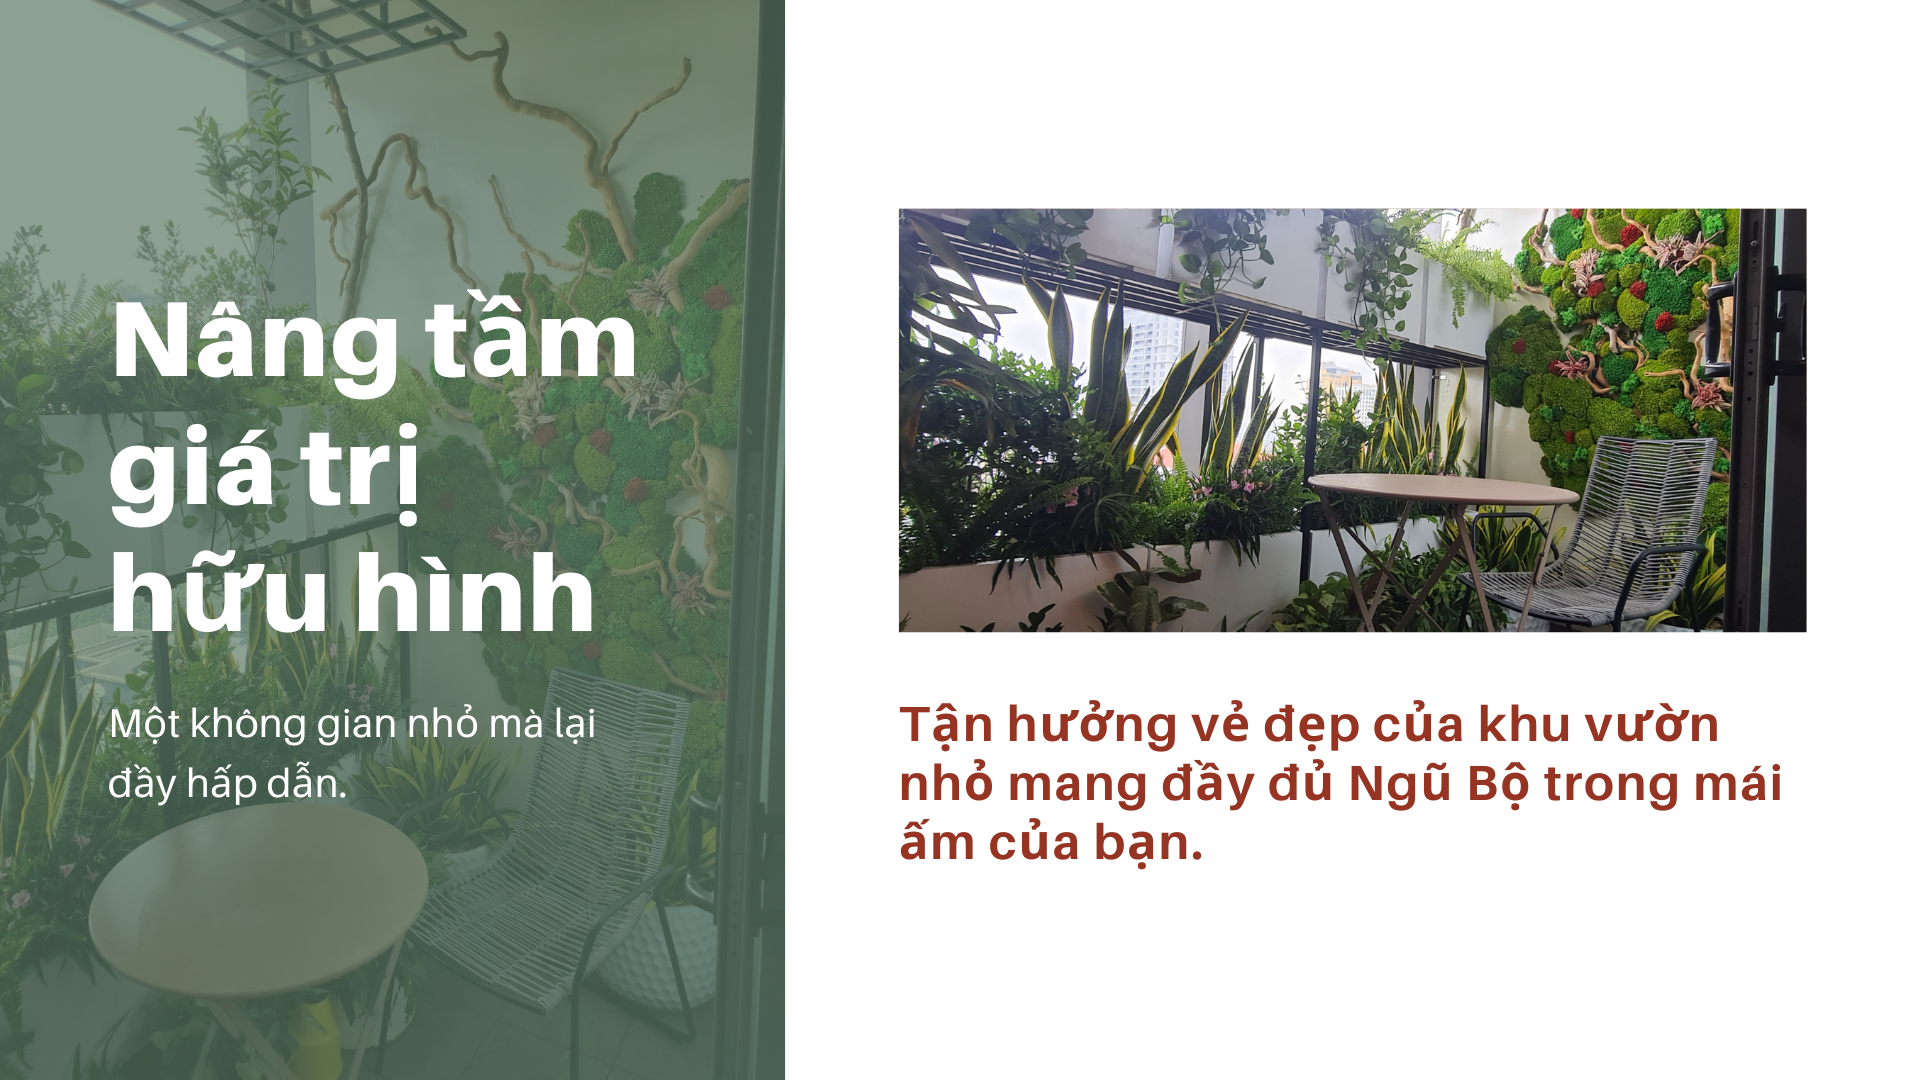 Nâng tầm
giá trị
hữu hình
Một không gian nhỏ mà lại
đầy hấp dẫn.
Tận hưởng vẻ đẹp của khu vườn
nhỏ mang đầy đủ Ngũ Bộ trong mái
ấm của bạn.